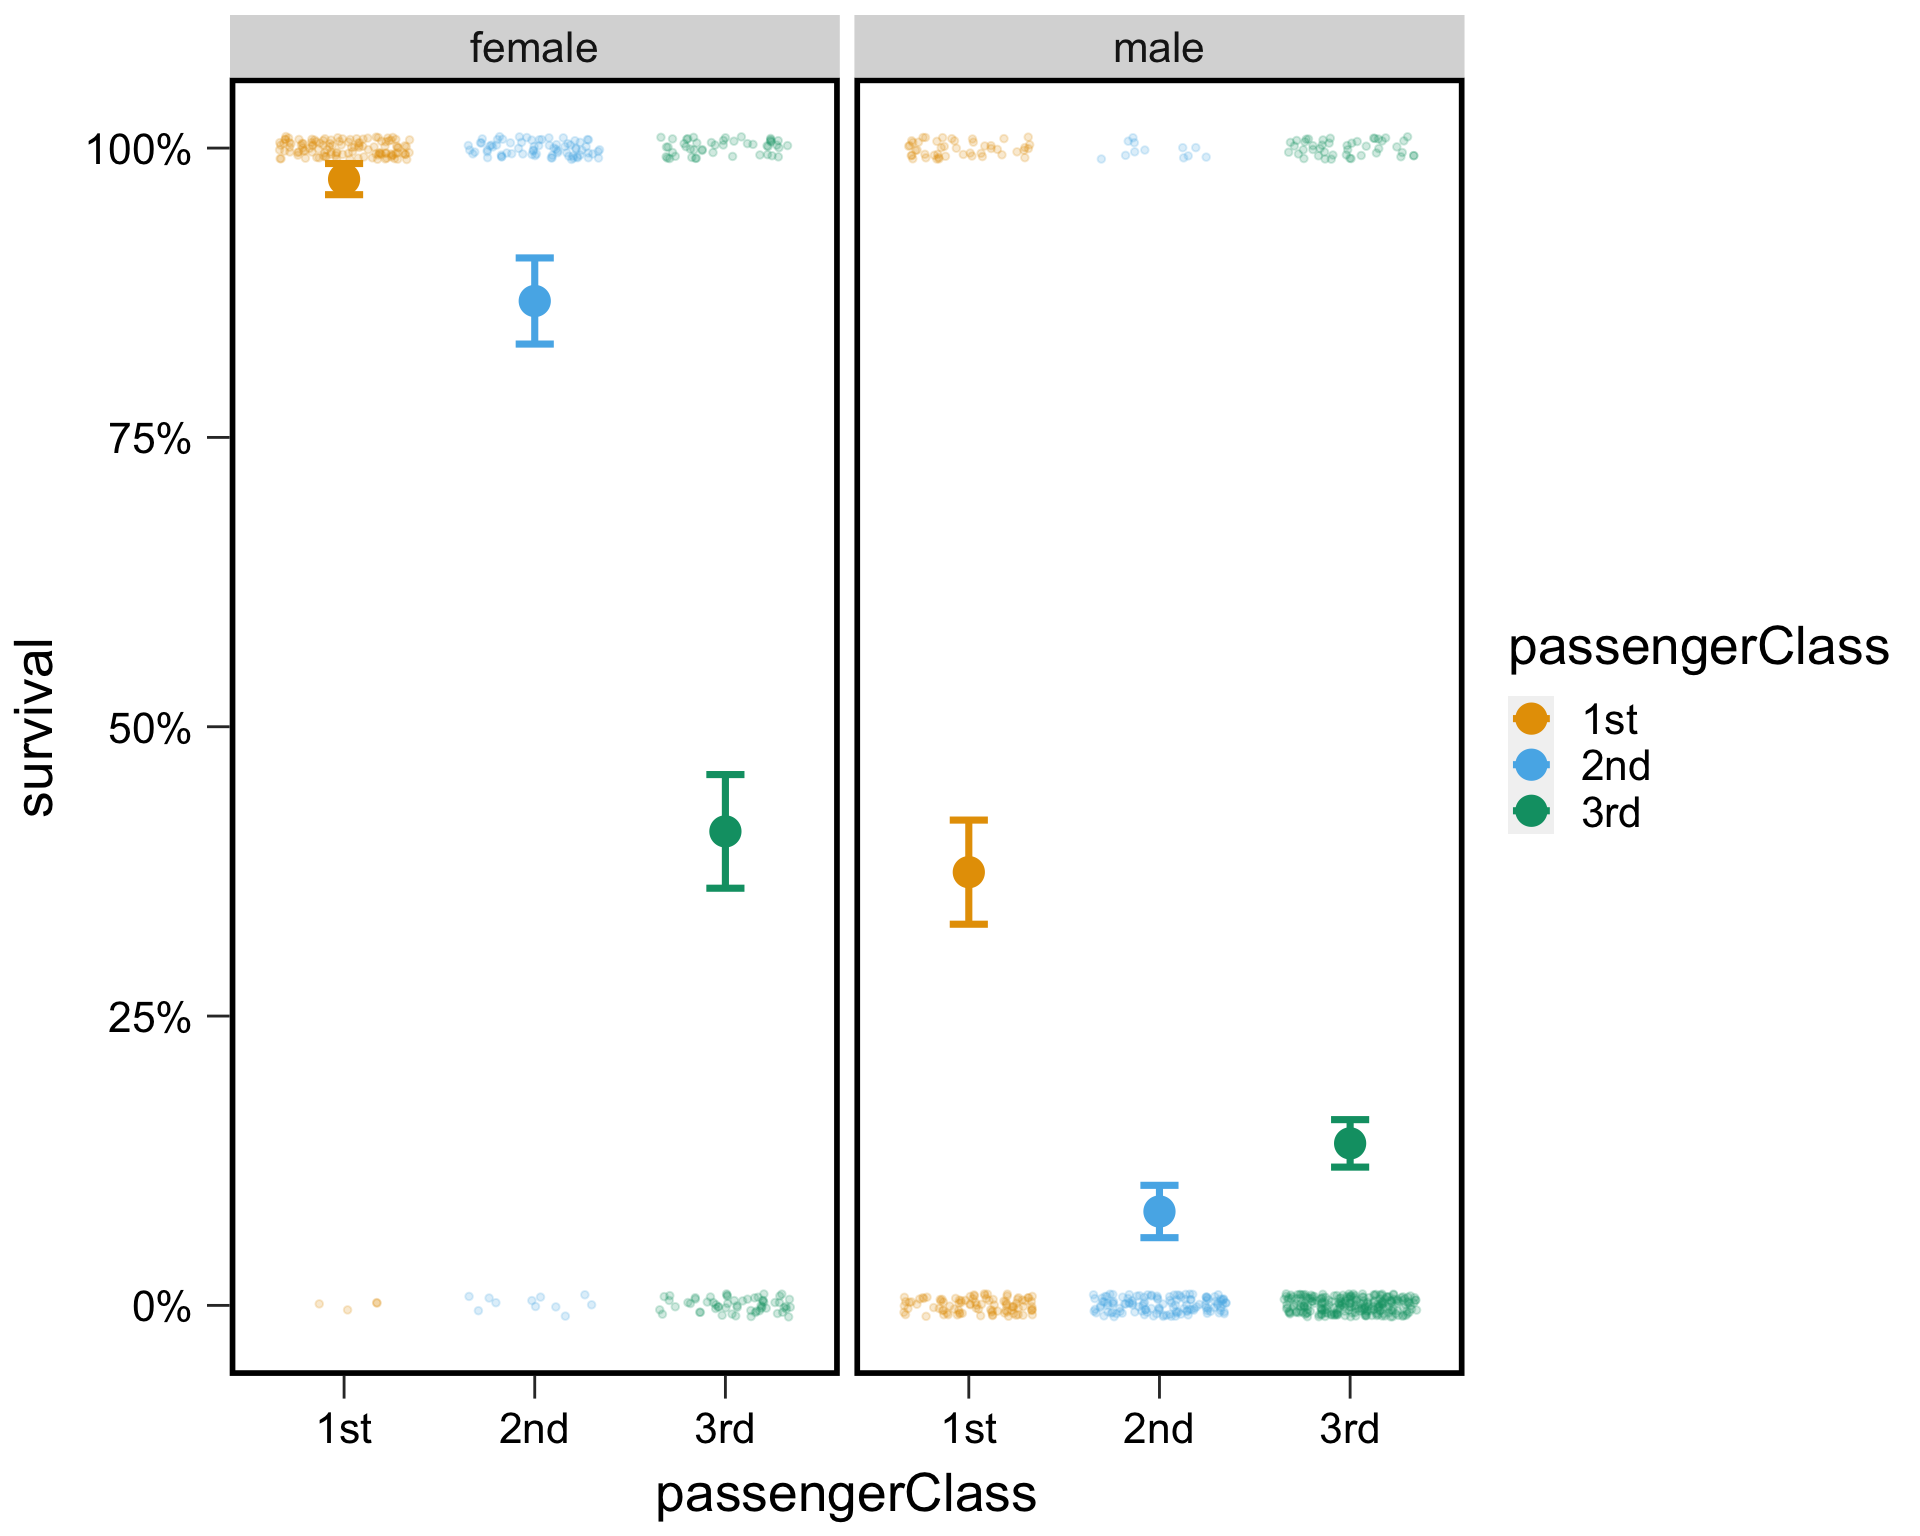 female
male
100%
75%
50%
25%
0%
survival
1st 2nd 3rd
1st 2nd 3rd
passengerClass
passengerClass
1st
2nd
3rd